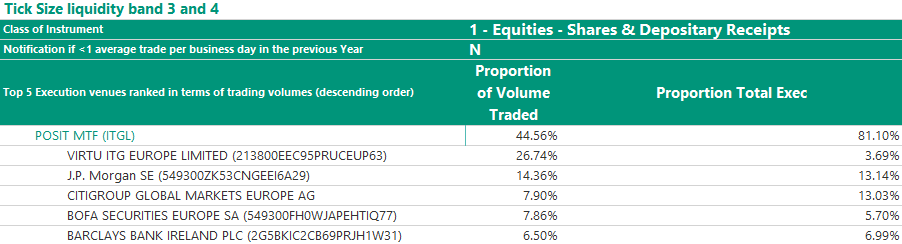 Tick Size liquidity band 3 and 4
Class of Instrument 1 - Equities - Shares & Depositary Receipts
Notification if <1 average trade per business day in the previous Year N
Top 5 Execution venues ranked in terms of trading volumes (descending order) Proportion of Volume Traded Proportion Total Exec
POSIT MTF (ITGL) 44.56% 81.10%
VIRTU ITG EUROPE LIMITED (213800EEC95PRUCEUP63) 26.74% 3.69%
J.P. Morgan SE (549300ZK53CNGEEI6A29) 14.36% 13.14%
CITIGROUP GLOBAL MARKETS EUROPE AG 7.90% 13.03%
BOFA SECURITIES EUROPE SA (549300FH0WJAPEHTIQ77) 7.86% 5.70%
BARCLAYS BANK IRELAND PLC (2G5BKIC2CB69PRJH1W31) 6.50% 6.99%